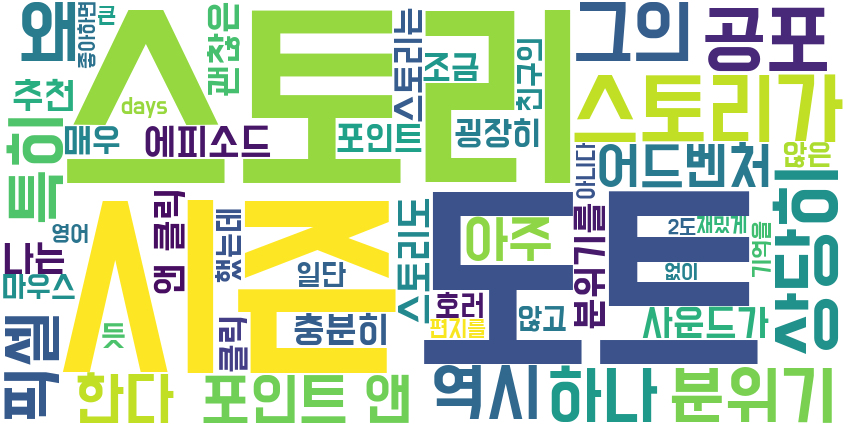 왜
좋아하면
큰
스토리
괜찮은
스토리는
조금
친구의
그의
공포
추천
days
스토리가
특히
매우
에피소드
포인트
굉장히
아니다
어드벤처
않은
나는
영어
앤 클릭
했는데
시즌
스토리도
도트
아주
분위기를
2도
재밌게
기억을
상당히
마우스
일단
호러
없이
픽셀
듯
클릭
충분히
편지를
않고
사운드가
한다
포인트 앤
역시
하나
분위기